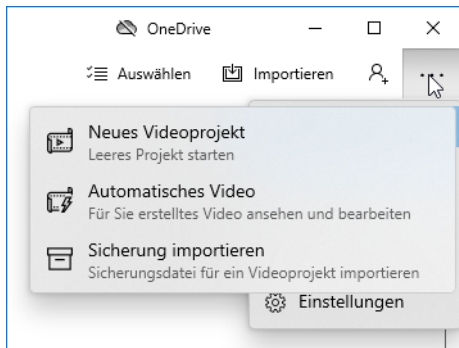 OneDrive
Auswählen Importieren
Neues Videoprojekt
Leeres Projekt starten
Automatisches Video
Für Sie erstelltes Video ansehen und bearbeiten
Sicherung importieren
Sicherungsdatei für ein Videoprojekt importieren
Einstellungen